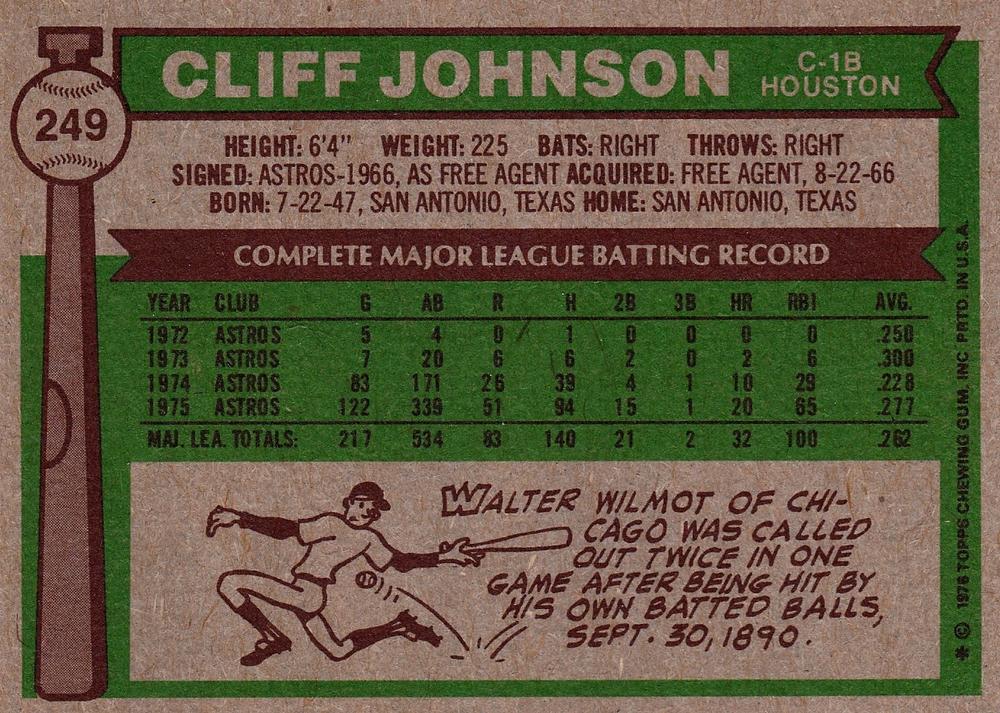 249
CLIFF JOHNSON
C-1B
HOUSTON
HEIGHT: 6'4" WEIGHT: 225 BATS: RIGHT THROWS: RIGHT
SIGNED: ASTROS-1966, AS FREE AGENT ACQUIRED: FREE AGENT, 8-22-66
BORN: 7-22-47, SAN ANTONIO, TEXAS HOME: SAN ANTONIO, TEXAS
COMPLETE MAJOR LEAGUE BATTING RECORD
YEAR CLUB G AB R H 2B 3B HR RBI AVG.
1972 ASTROS 5 4 0 1 0 0 0 0 .250
1973 ASTROS 7 20 6 6 2 0 2 6 .300
1974 ASTROS 83 171 26 39 4 1 10 29 .228
1975 ASTROS 122 339 51 94 15 1 20 65 .277
MAJ. LEA. TOTALS: 217 534 83 140 21 2 32 100 .262
WALTER WILMOT OF CHI-
CAGO WAS CALLED
OUT TWICE IN ONE
GAME AFTER BEING HIT BY
HIS OWN BATTED BALLS,
SEPT. 30, 1890.
* © 1976 TOPPS CHEWING GUM, INC PRTD. IN U.S.A.